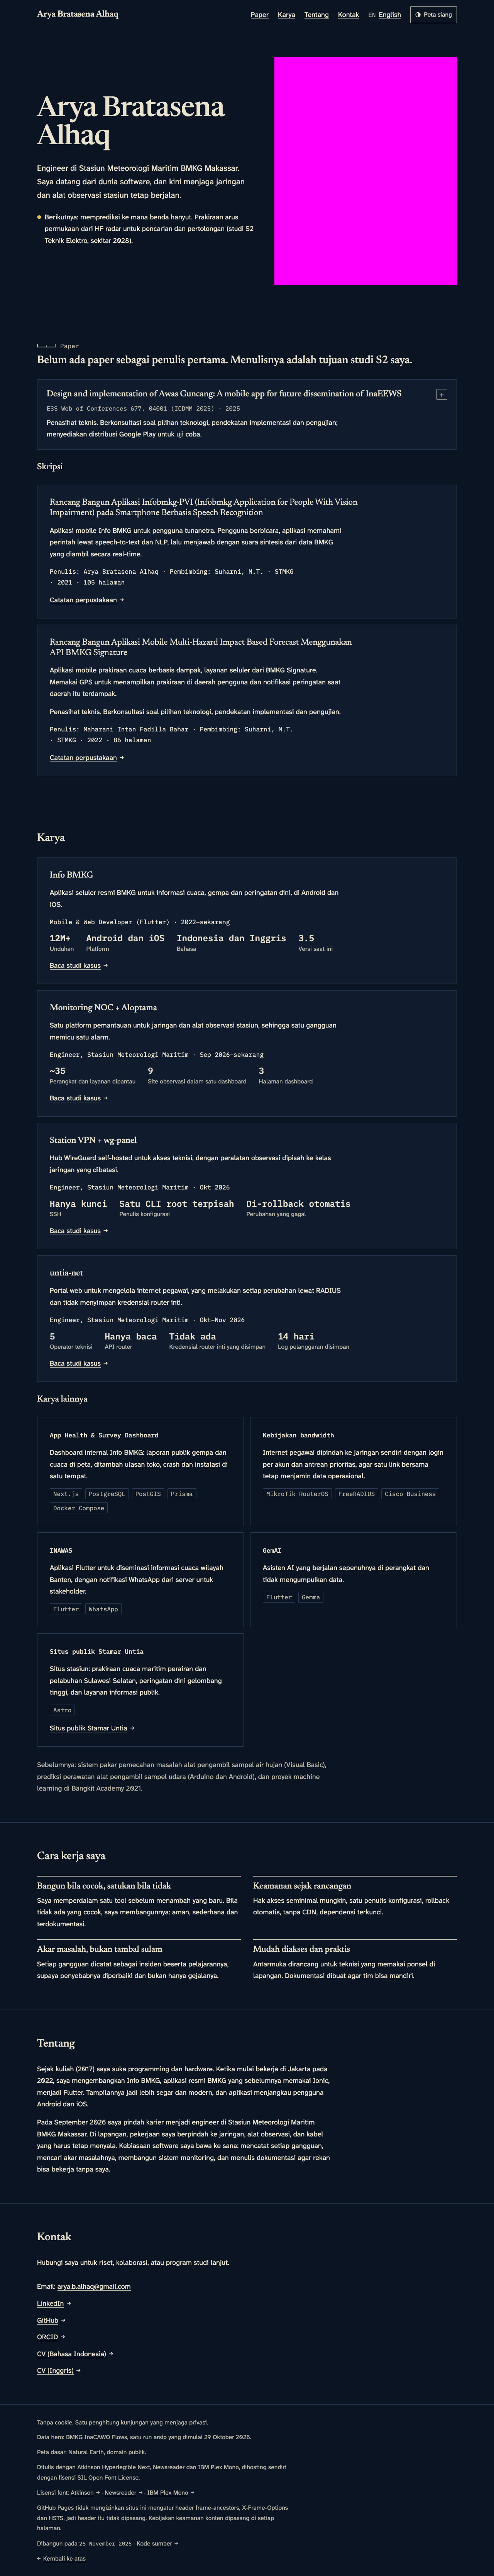 Arya Bratasena Alhaq
Paper Karya Tentang Kontak EN English Peta siang
Arya Bratasena
Alhaq
Engineer di Stasiun Meteorologi Maritim BMKG Makassar.
Saya datang dari dunia software, dan kini menjaga jaringan
dan alat observasi stasiun tetap berjalan.
Berikutnya: memprediksi ke mana benda hanyut. Prakiraan arus
permukaan dari HF radar untuk pencarian dan pertolongan (studi S2
Teknik Elektro, sekitar 2028).
Paper
Belum ada paper sebagai penulis pertama. Menulisnya adalah tujuan studi S2 saya.
Design and implementation of Awas Guncang: A mobile app for future dissemination of InaEEWS
+
E3S Web of Conferences 677, 04001 (ICOMM 2025) · 2025
Penasihat teknis. Berkonsultasi soal pilihan teknologi, pendekatan implementasi dan pengujian;
menyediakan distribusi Google Play untuk uji coba.
Skripsi
Rancang Bangun Aplikasi Infobmkg-PVI (Infobmkg Application for People With Vision
Impairment) pada Smartphone Berbasis Speech Recognition
Aplikasi mobile Info BMKG untuk pengguna tunanetra. Pengguna berbicara, aplikasi memahami
perintah lewat speech-to-text dan NLP, lalu menjawab dengan suara sintesis dari data BMKG
yang diambil secara real-time.
Penulis: Arya Bratasena Alhaq · Pembimbing: Suharni, M.T. · STMKG
· 2021 · 105 halaman
Catatan perpustakaan →
Rancang Bangun Aplikasi Mobile Multi-Hazard Impact Based Forecast Menggunakan
API BMKG Signature
Aplikasi mobile prakiraan cuaca berbasis dampak, layanan seluler dari BMKG Signature.
Memakai GPS untuk menampilkan prakiraan di daerah pengguna dan notifikasi peringatan saat
daerah itu terdampak.
Penasihat teknis. Berkonsultasi soal pilihan teknologi, pendekatan implementasi dan pengujian.
Penulis: Maharani Intan Fadilla Bahar · Pembimbing: Suharni, M.T.
· STMKG · 2022 · 86 halaman
Catatan perpustakaan →
Karya
Info BMKG
Aplikasi seluler resmi BMKG untuk informasi cuaca, gempa dan peringatan dini, di Android dan
iOS.
Mobile & Web Developer (Flutter) · 2022–sekarang
12M+ Android dan iOS Indonesia dan Inggris 3.5
Unduhan Platform Bahasa Versi saat ini
Baca studi kasus →
Monitoring NOC + Aloptama
Satu platform pemantauan untuk jaringan dan alat observasi stasiun, sehingga satu gangguan
memicu satu alarm.
Engineer, Stasiun Meteorologi Maritim · Sep 2026–sekarang
~35 9 3
Perangkat dan layanan dipantau Site observasi dalam satu dashboard Halaman dashboard
Baca studi kasus →
Station VPN + wg-panel
Hub WireGuard self-hosted untuk akses teknisi, dengan peralatan observasi dipisah ke kelas
jaringan yang dibatasi.
Engineer, Stasiun Meteorologi Maritim · Okt 2026
Hanya kunci Satu CLI root terpisah Di-rollback otomatis
SSH Penulis konfigurasi Perubahan yang gagal
Baca studi kasus →
untia-net
Portal web untuk mengelola internet pegawai, yang melakukan setiap perubahan lewat RADIUS
dan tidak menyimpan kredensial router inti.
Engineer, Stasiun Meteorologi Maritim · Okt–Nov 2026
5 Hanya baca Tidak ada 14 hari
Operator teknisi API router Kredensial router inti yang disimpan Log pelanggaran disimpan
Baca studi kasus →
Karya lainnya
App Health & Survey Dashboard
Dashboard internal Info BMKG: laporan publik gempa dan
cuaca di peta, ditambah ulasan toko, crash dan instalasi di
satu tempat.
Next.js PostgreSQL PostGIS Prisma
Docker Compose
Kebijakan bandwidth
Internet pegawai dipindah ke jaringan sendiri dengan login
per akun dan antrean prioritas, agar satu link bersama
tetap menjamin data operasional.
MikroTik RouterOS FreeRADIUS Cisco Business
INAWAS
Aplikasi Flutter untuk diseminasi informasi cuaca wilayah
Banten, dengan notifikasi WhatsApp dari server untuk
stakeholder.
Flutter WhatsApp
GemAI
Asisten AI yang berjalan sepenuhnya di perangkat dan
tidak mengumpulkan data.
Flutter Gemma
Situs publik Stamar Untia
Situs stasiun: prakiraan cuaca maritim perairan dan
pelabuhan Sulawesi Selatan, peringatan dini gelombang
tinggi, dan layanan informasi publik.
Astro
Situs publik Stamar Untia →
Sebelumnya: sistem pakar pemecahan masalah alat pengambil sampel air hujan (Visual Basic),
prediksi perawatan alat pengambil sampel udara (Arduino dan Android), dan proyek machine
learning di Bangkit Academy 2021.
Cara kerja saya
Bangun bila cocok, satukan bila tidak
Saya memperdalam satu tool sebelum menambah yang baru. Bila
tidak ada yang cocok, saya membangunnya: aman, sederhana dan
terdokumentasi.
Keamanan sejak rancangan
Hak akses seminimal mungkin, satu penulis konfigurasi, rollback
otomatis, tanpa CDN, dependensi terkunci.
Akar masalah, bukan tambal sulam
Setiap gangguan dicatat sebagai insiden beserta pelajarannya,
supaya penyebabnya diperbaiki dan bukan hanya gejalanya.
Mudah diakses dan praktis
Antarmuka dirancang untuk teknisi yang memakai ponsel di
lapangan. Dokumentasi dibuat agar tim bisa mandiri.
Tentang
Sejak kuliah (2017) saya suka programming dan hardware. Ketika mulai bekerja di Jakarta pada
2022, saya mengembangkan Info BMKG, aplikasi resmi BMKG yang sebelumnya memakai Ionic,
menjadi Flutter. Tampilannya jadi lebih segar dan modern, dan aplikasi menjangkau pengguna
Android dan iOS.
Pada September 2026 saya pindah karier menjadi engineer di Stasiun Meteorologi Maritim
BMKG Makassar. Di lapangan, pekerjaan saya berpindah ke jaringan, alat observasi, dan kabel
yang harus tetap menyala. Kebiasaan software saya bawa ke sana: mencatat setiap gangguan,
mencari akar masalahnya, membangun sistem monitoring, dan menulis dokumentasi agar rekan
bisa bekerja tanpa saya.
Kontak
Hubungi saya untuk riset, kolaborasi, atau program studi lanjut.
Email: arya.b.alhaq@gmail.com
LinkedIn →
GitHub →
ORCID →
CV (Bahasa Indonesia) →
CV (Inggris) →
Tanpa cookie. Satu penghitung kunjungan yang menjaga privasi.
Data hero: BMKG InaCAWO Flows, satu run arsip yang dimulai 29 Oktober 2026.
Peta dasar: Natural Earth, domain publik.
Ditulis dengan Atkinson Hyperlegible Next, Newsreader dan IBM Plex Mono, dihosting sendiri
dengan lisensi SIL Open Font License.
Lisensi font: Atkinson → · Newsreader → · IBM Plex Mono →
GitHub Pages tidak mengizinkan situs ini mengatur header frame-ancestors, X-Frame-Options
dan HSTS, jadi header itu tidak dipasang. Kebijakan keamanan konten dipasang di setiap
halaman.
Dibangun pada 25 November 2026 · Kode sumber →
← Kembali ke atas